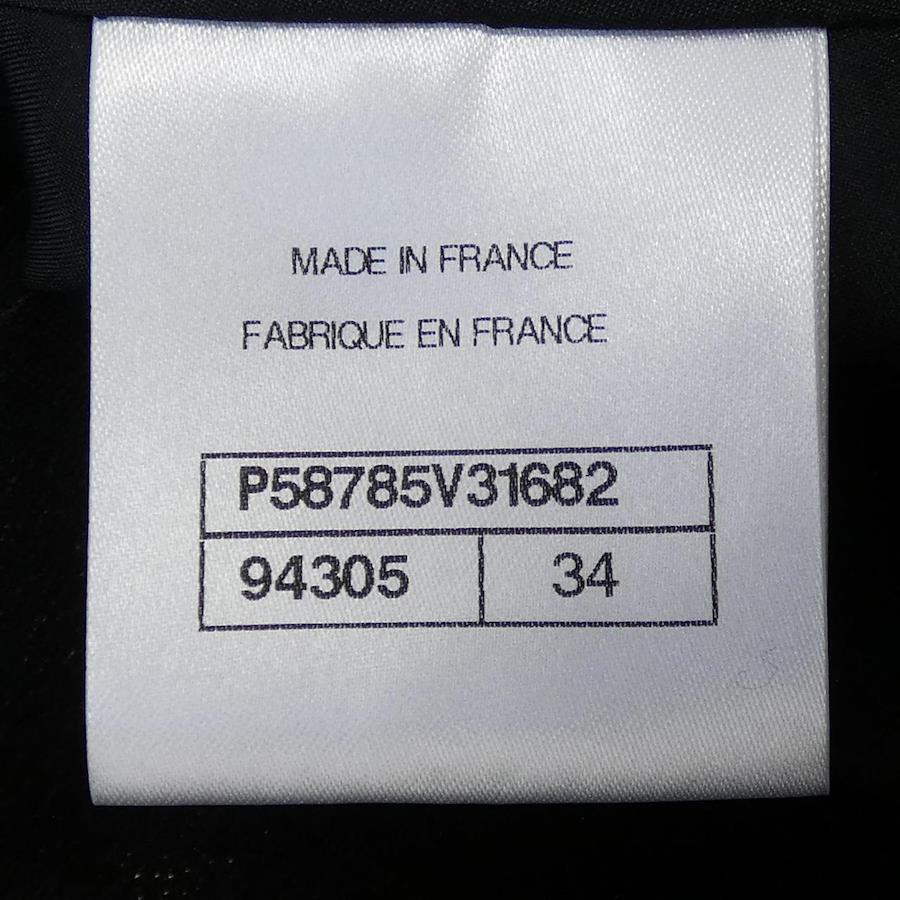 MADE IN FRANCE
FABRIQUE EN FRANCE
P58785V31682
94305 34